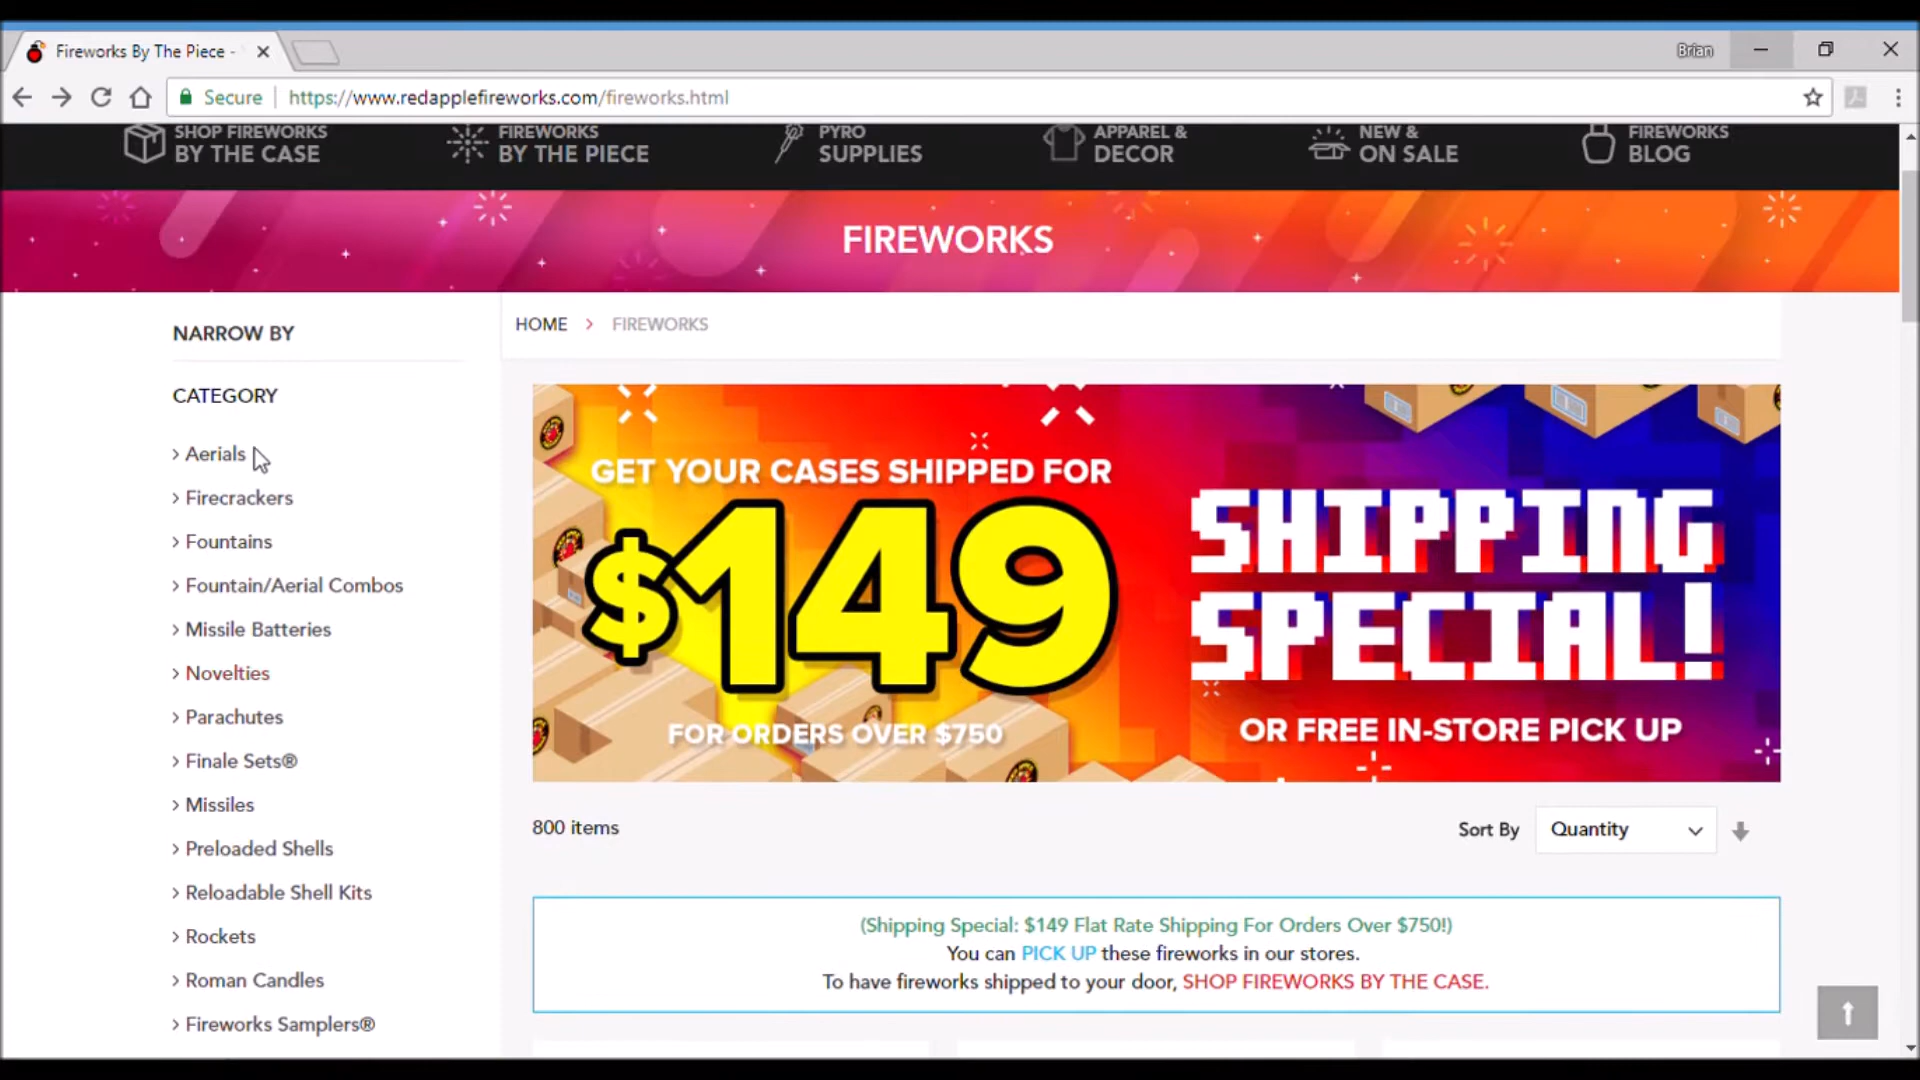 Fireworks By The Piece -
Brian
Secure
https://www.redapplefireworks.com/fireworks.html
SHOP FIREWORKS
BY THE CASE
FIREWORKS
BY THE PIECE
PYRO
SUPPLIES
APPAREL &
DECOR
NEW &
ON SALE
FIREWORKS
BLOG
FIREWORKS
NARROW BY
CATEGORY
> Aerials
> Firecrackers
> Fountains
> Fountain/Aerial Combos
> Missile Batteries
> Novelties
> Parachutes
> Finale Sets®
> Missiles
> Preloaded Shells
> Reloadable Shell Kits
> Rockets
> Roman Candles
> Fireworks Samplers®
HOME > FIREWORKS
GET YOUR CASES SHIPPED FOR
$149
FOR ORDERS OVER $750
SHIPPING
SPECIAL!
OR FREE IN-STORE PICK UP
800 items
Sort By Quantity
(Shipping Special: $149 Flat Rate Shipping For Orders Over $750!)
You can PICK UP these fireworks in our stores.
To have fireworks shipped to your door, SHOP FIREWORKS BY THE CASE.